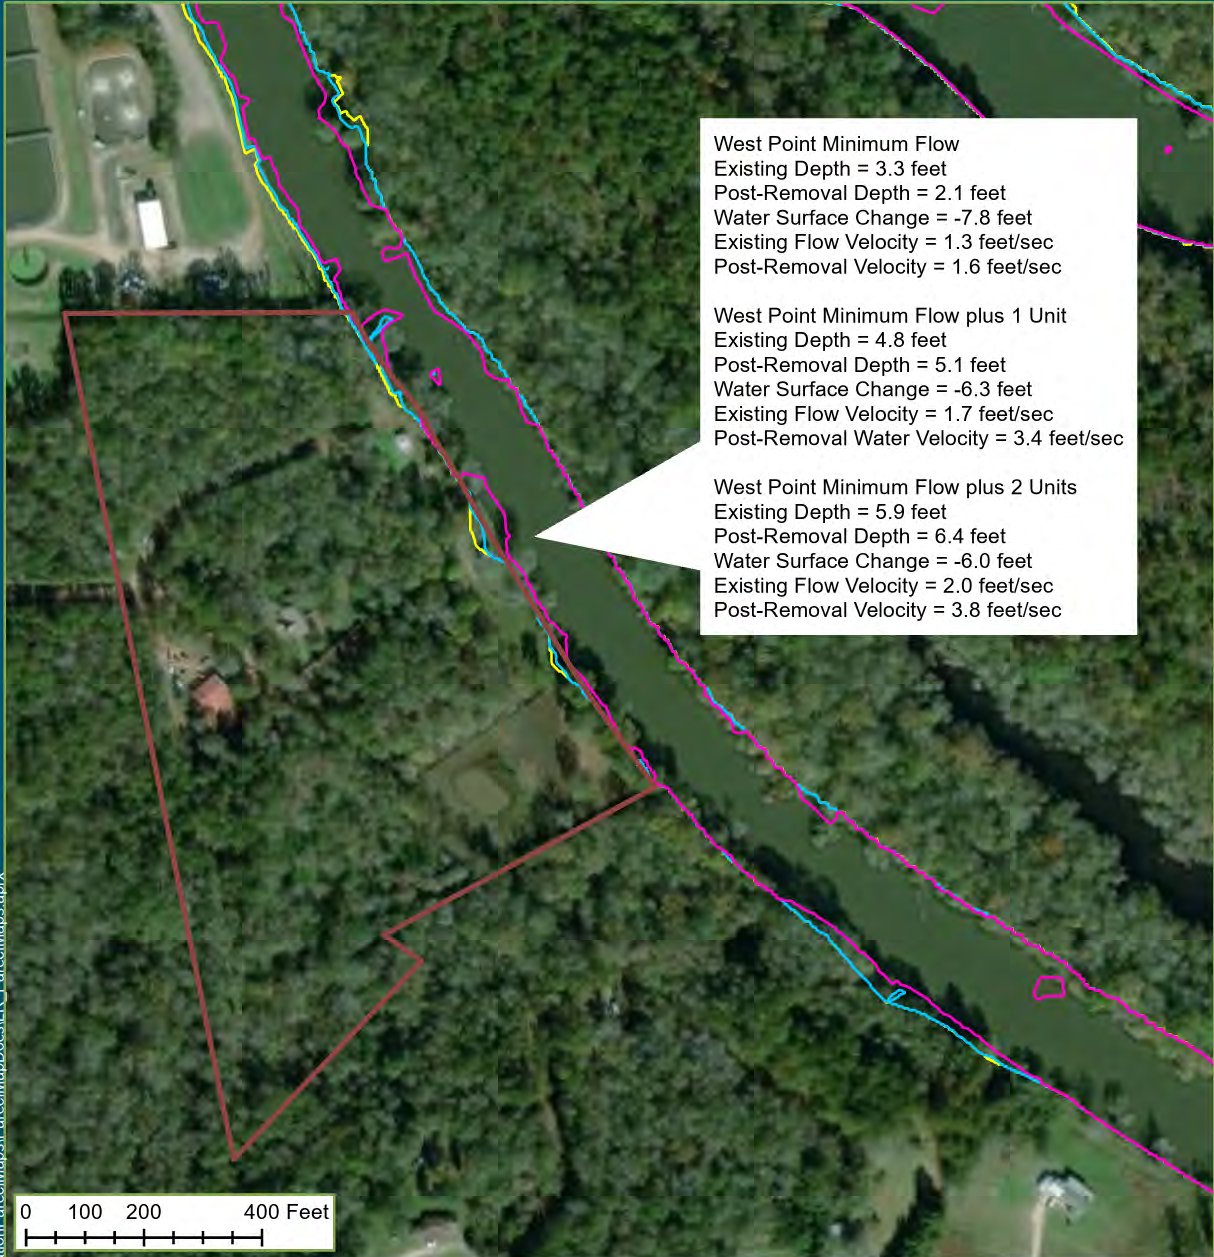 West Point Minimum Flow
Existing Depth = 3.3 feet
Post-Removal Depth = 2.1 feet
Water Surface Change = -7.8 feet
Existing Flow Velocity = 1.3 feet/sec
Post-Removal Velocity = 1.6 feet/sec
West Point Minimum Flow plus 1 Unit
Existing Depth = 4.8 feet
Post-Removal Depth = 5.1 feet
Water Surface Change = -6.3 feet
Existing Flow Velocity = 1.7 feet/sec
Post-Removal Water Velocity = 3.4 feet/sec
West Point Minimum Flow plus 2 Units
Existing Depth = 5.9 feet
Post-Removal Depth = 6.4 feet
Water Surface Change = -6.0 feet
Existing Flow Velocity = 2.0 feet/sec
Post-Removal Velocity = 3.8 feet/sec
0 100 200 400 Feet